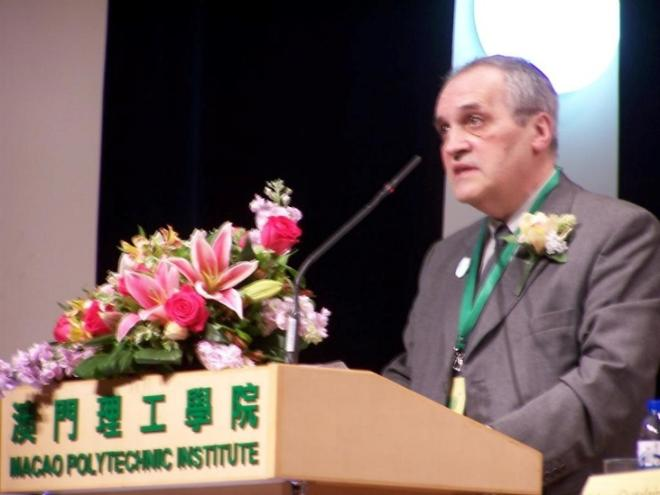 澳門理工學院
MACAO POLYTECHNIC INSTITUTE